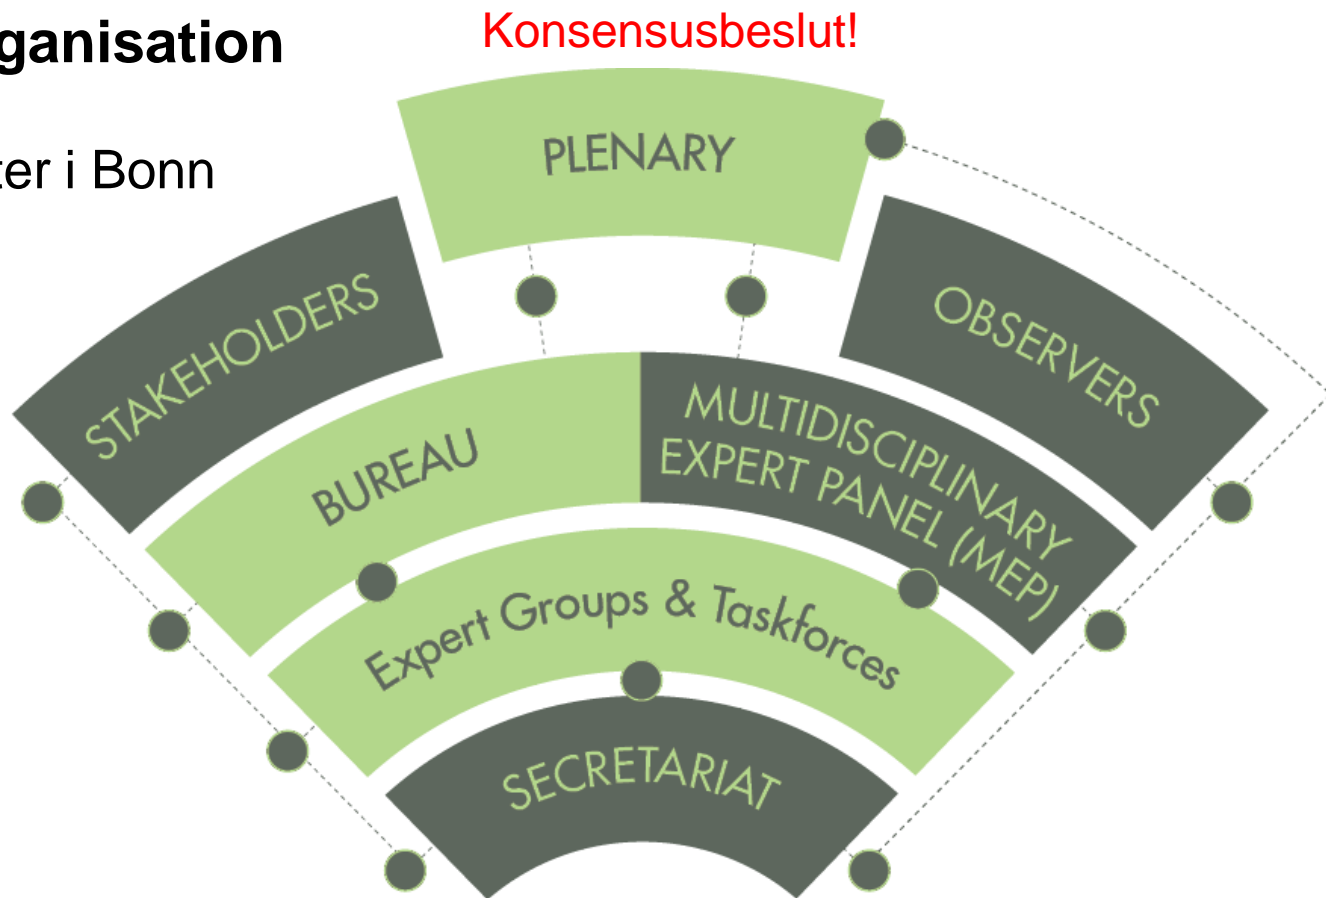 ganisation
Konsensusbeslut!
ter i Bonn
PLENARY
STAKEHOLDERS
OBSERVERS
BUREAU
MULTIDISCIPLINARY
EXPERT PANEL (MEP)
Expert Groups & Taskforces
SECRETARIAT